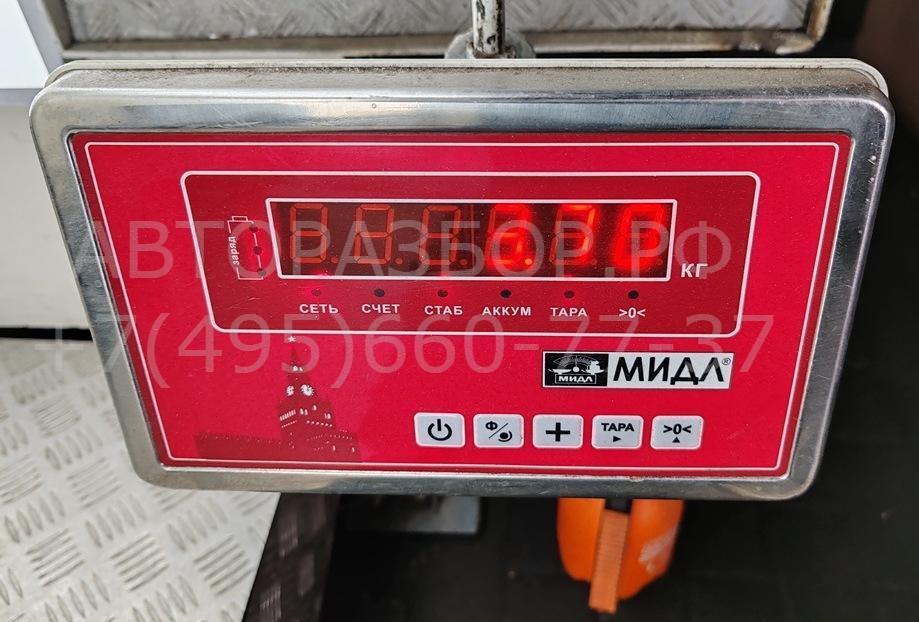 АВТОРАЗБОР.РФ
+7(495)660-77-37
заряд
кг
СЕТЬ СЧЕТ СТАБ АККУМ ТАРА >0<
МИДЛ МИДЛ®
Ф ТАРА >0<